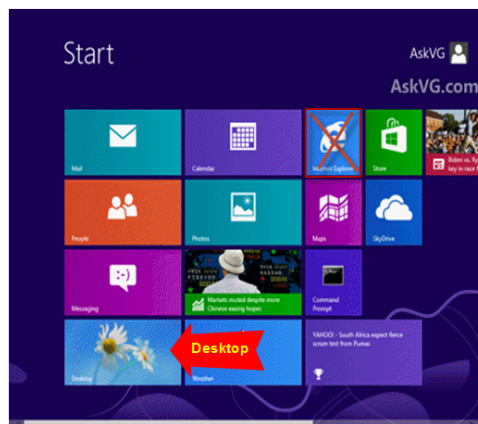 Start
AskVG
AskVG.com
Mail
Calendar
Internet Explorer
Store
Biden vs. Ry
key in race f
People
Photos
Maps
SkyDrive
Messaging
Markets muted despite more
Chinese easing hopes
Command
Prompt
Desktop
Desktop
Weather
YAHOO! - South Africa expect fierce
scrum test from Pumas